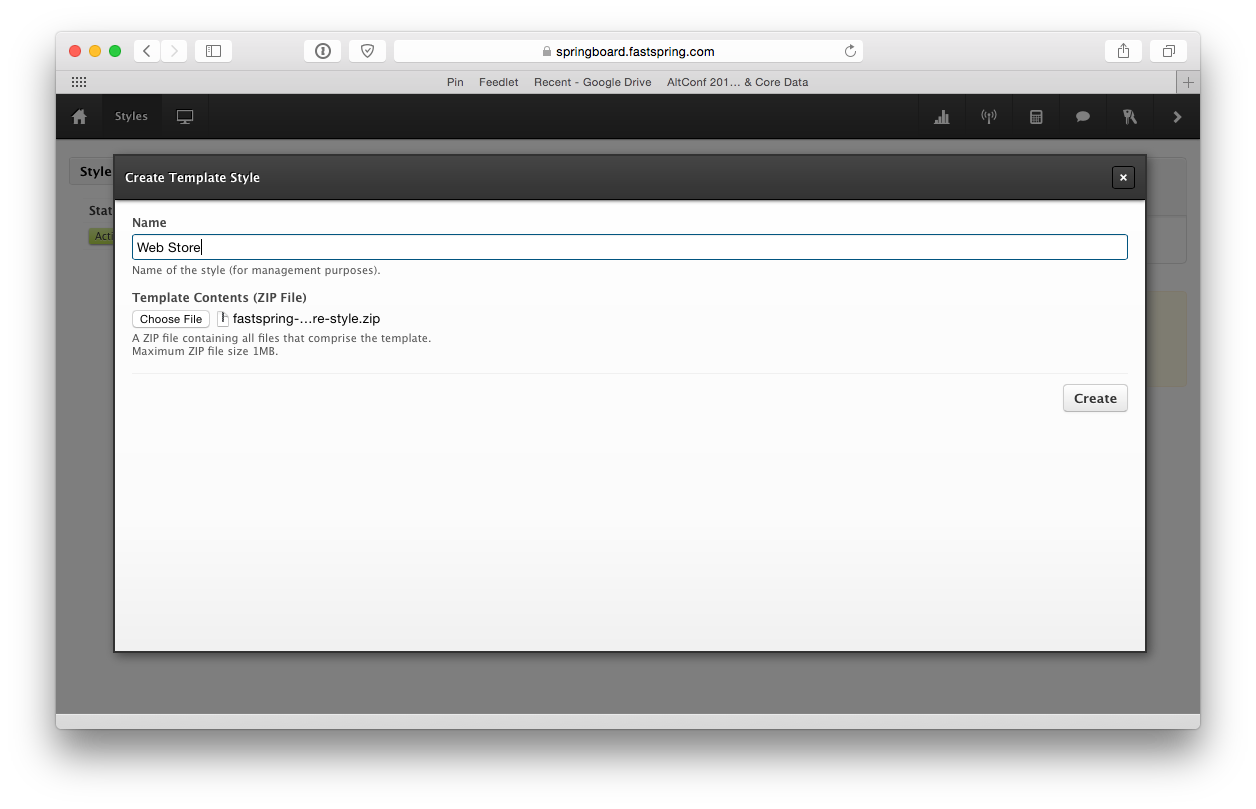 springboard.fastspring.com
Pin Feedlet Recent - Google Drive AltConf 201... & Core Data
Styles
Style
Create Template Style
Stat
Name
Acti
Web Store
Name of the style (for management purposes).
Template Contents (ZIP File)
Choose File fastspring-...re-style.zip
A ZIP file containing all files that comprise the template.
Maximum ZIP file size 1MB.
Create